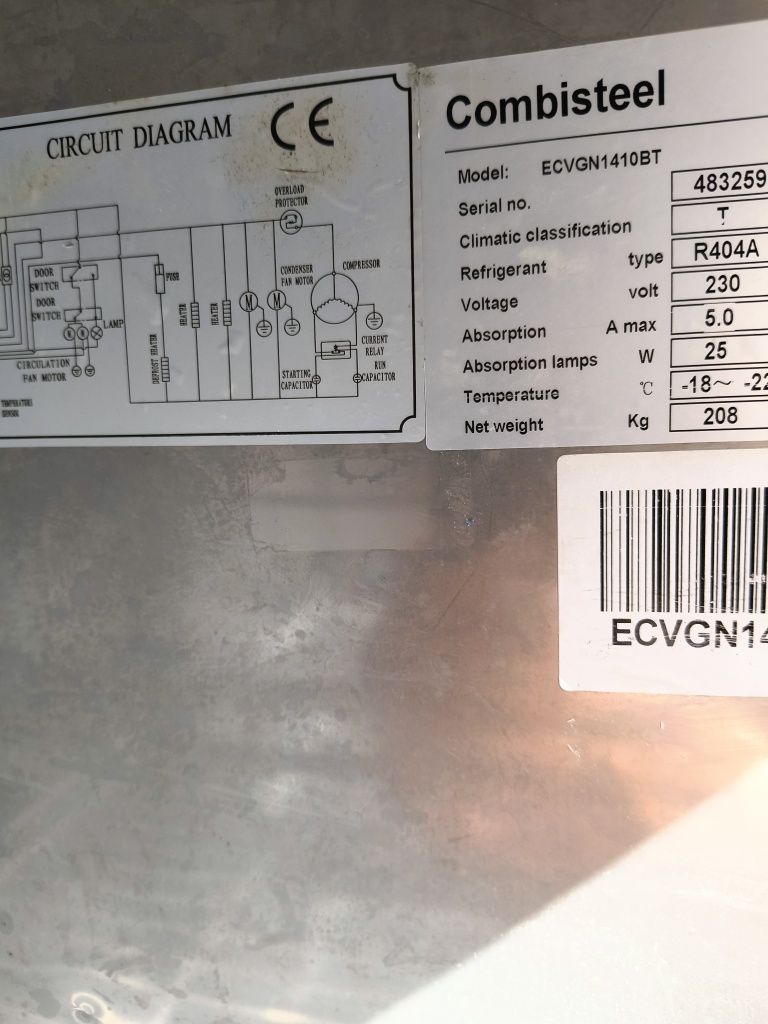 CIRCUIT DIAGRAM CE
OVERLOAD
PROTECTOR
DOOR
SWITCH
DOOR
SWITCH
LAMP
CIRCULATION
FAN MOTOR
TEMPERATURE
SENSOR
FUSE
DEFROST HEATER
HEATER
HEATER
CONDENSER
FAN MOTOR
M
M
COMPRESSOR
CURRENT
RELAY
STARTING
CAPACITOR
RUN
CAPACITOR
Combisteel
Model: ECVGN1410BT
Serial no. 483259
Climatic classification T
Refrigerant type R404A
Voltage volt 230
Absorption A max 5.0
Absorption lamps W 25
Temperature °C -18~ -22
Net weight Kg 208
ECVGN14